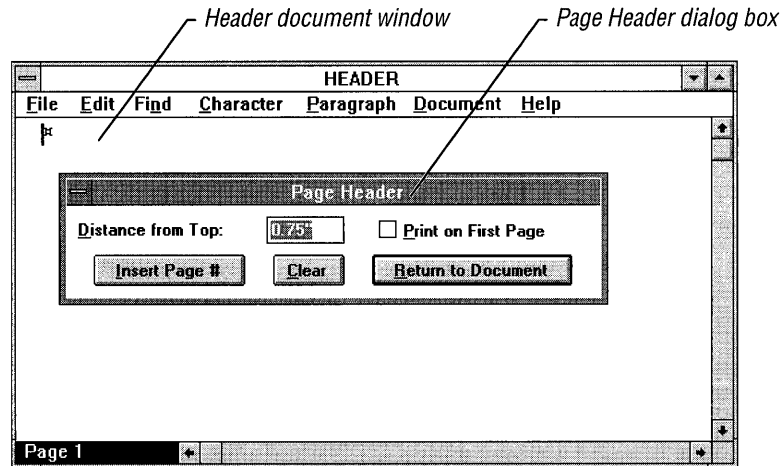 Header document window
Page Header dialog box
HEADER
File Edit Find Character Paragraph Document Help
¤
Page Header
Distance from Top: 0.75" Print on First Page
Insert Page # Clear Return to Document
Page 1